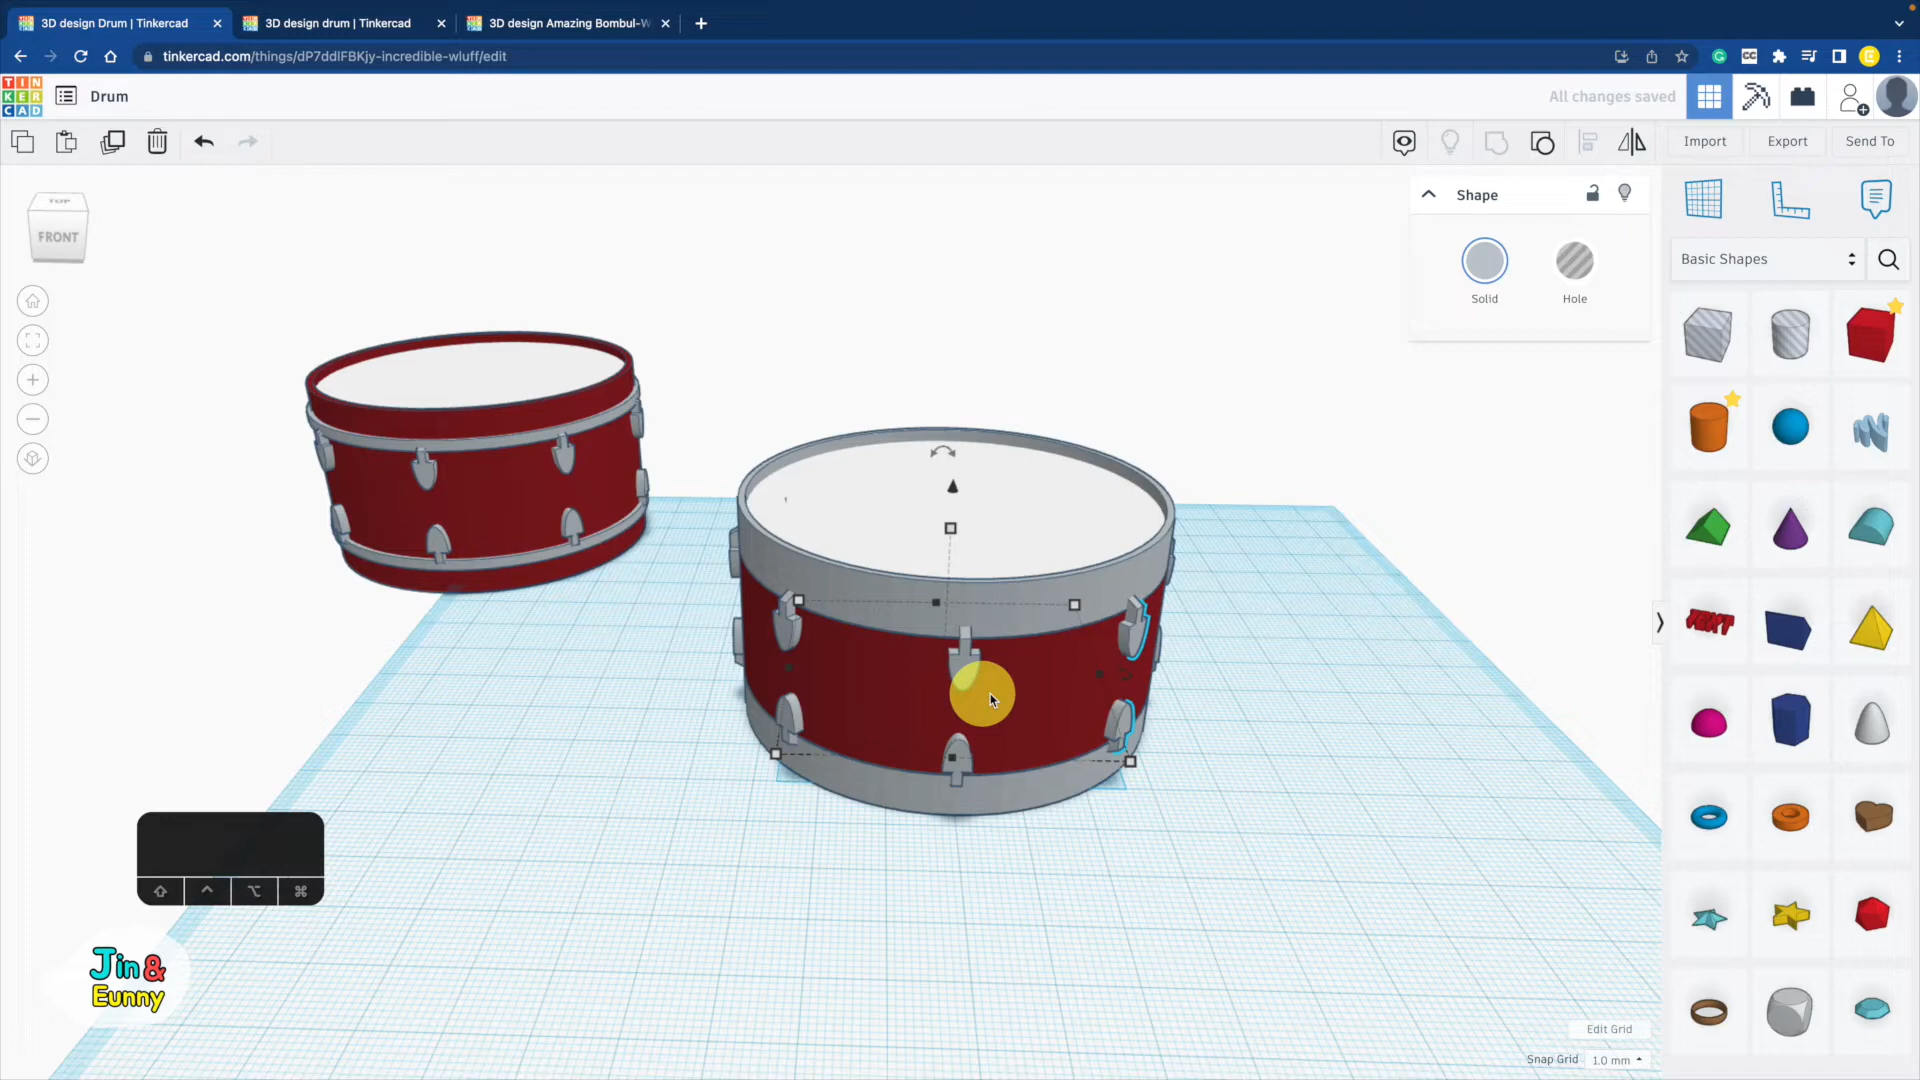 3D design Drum | Tinkercad
3D design drum | Tinkercad
3D design Amazing Bombul-W
tinkercad.com/things/dP7ddlFBKjy-incredible-wluff/edit
TIN
KER
CAD
Drum
All changes saved
Import
Export
Send To
TOP
FRONT
Shape
Solid
Hole
Basic Shapes
TEXT
Jin &
Eunny
Edit Grid
Snap Grid 1.0 mm